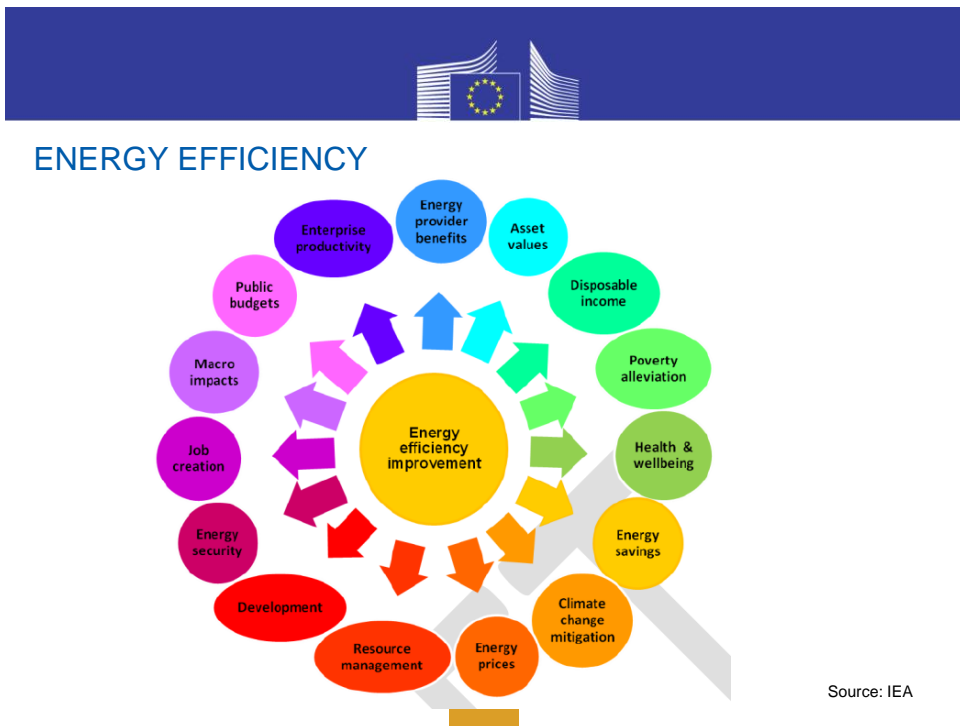 ENERGY EFFICIENCY
Energy
provider
benefits
Asset
values
Disposable
income
Poverty
alleviation
Health &
wellbeing
Energy
savings
Climate
change
mitigation
Energy
prices
Resource
management
Development
Energy
security
Job
creation
Macro
impacts
Public
budgets
Enterprise
productivity
Energy
efficiency
improvement
Source: IEA